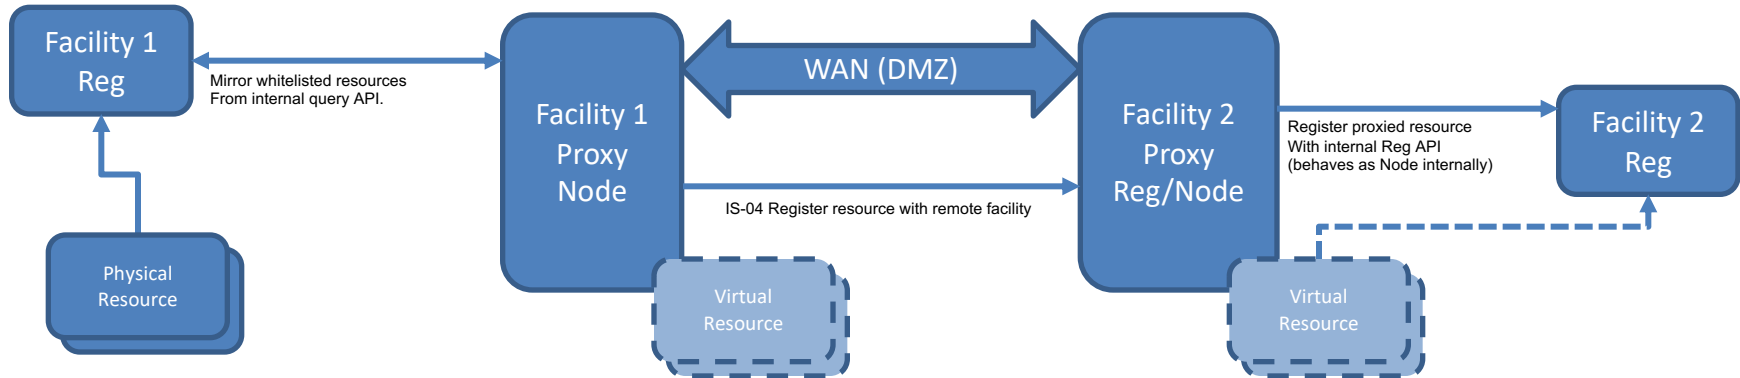 Facility 1
Reg
Mirror whitelisted resources
From internal query API.
Physical
Resource
Facility 1
Proxy
Node
WAN (DMZ)
IS-04 Register resource with remote facility
Virtual
Resource
Facility 2
Proxy
Reg/Node
Register proxied resource
With internal Reg API
(behaves as Node internally)
Virtual
Resource
Facility 2
Reg